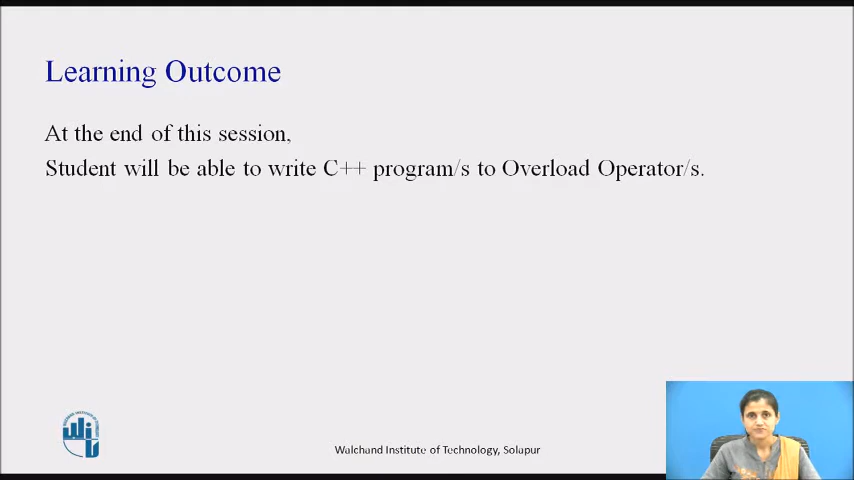 Learning Outcome
At the end of this session,
Student will be able to write C++ program/s to Overload Operator/s.
Walchand Institute of Technology, Solapur